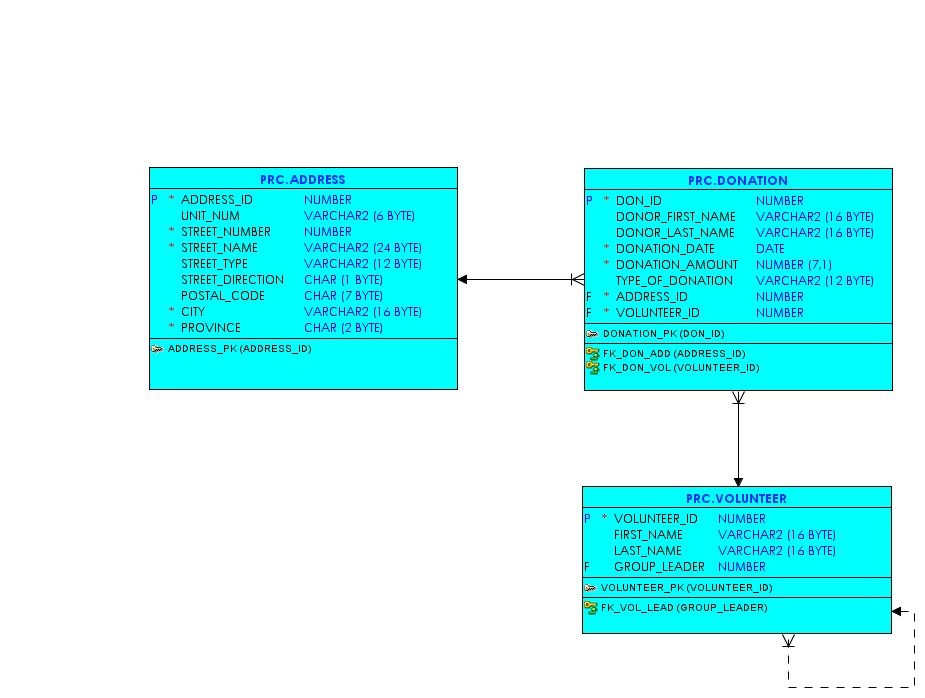 PRC.ADDRESS
P * ADDRESS_ID NUMBER
UNIT_NUM VARCHAR2 (6 BYTE)
* STREET_NUMBER NUMBER
* STREET_NAME VARCHAR2 (24 BYTE)
STREET_TYPE VARCHAR2 (12 BYTE)
STREET_DIRECTION CHAR (1 BYTE)
POSTAL_CODE CHAR (7 BYTE)
* CITY VARCHAR2 (16 BYTE)
* PROVINCE CHAR (2 BYTE)
ADDRESS_PK (ADDRESS_ID)
PRC.DONATION
P * DON_ID NUMBER
DONOR_FIRST_NAME VARCHAR2 (16 BYTE)
DONOR_LAST_NAME VARCHAR2 (16 BYTE)
* DONATION_DATE DATE
* DONATION_AMOUNT NUMBER (7,1)
TYPE_OF_DONATION VARCHAR2 (12 BYTE)
F * ADDRESS_ID NUMBER
F * VOLUNTEER_ID NUMBER
DONATION_PK (DON_ID)
FK_DON_ADD (ADDRESS_ID)
FK_DON_VOL (VOLUNTEER_ID)
PRC.VOLUNTEER
P * VOLUNTEER_ID NUMBER
FIRST_NAME VARCHAR2 (16 BYTE)
LAST_NAME VARCHAR2 (16 BYTE)
F GROUP_LEADER NUMBER
VOLUNTEER_PK (VOLUNTEER_ID)
FK_VOL_LEAD (GROUP_LEADER)